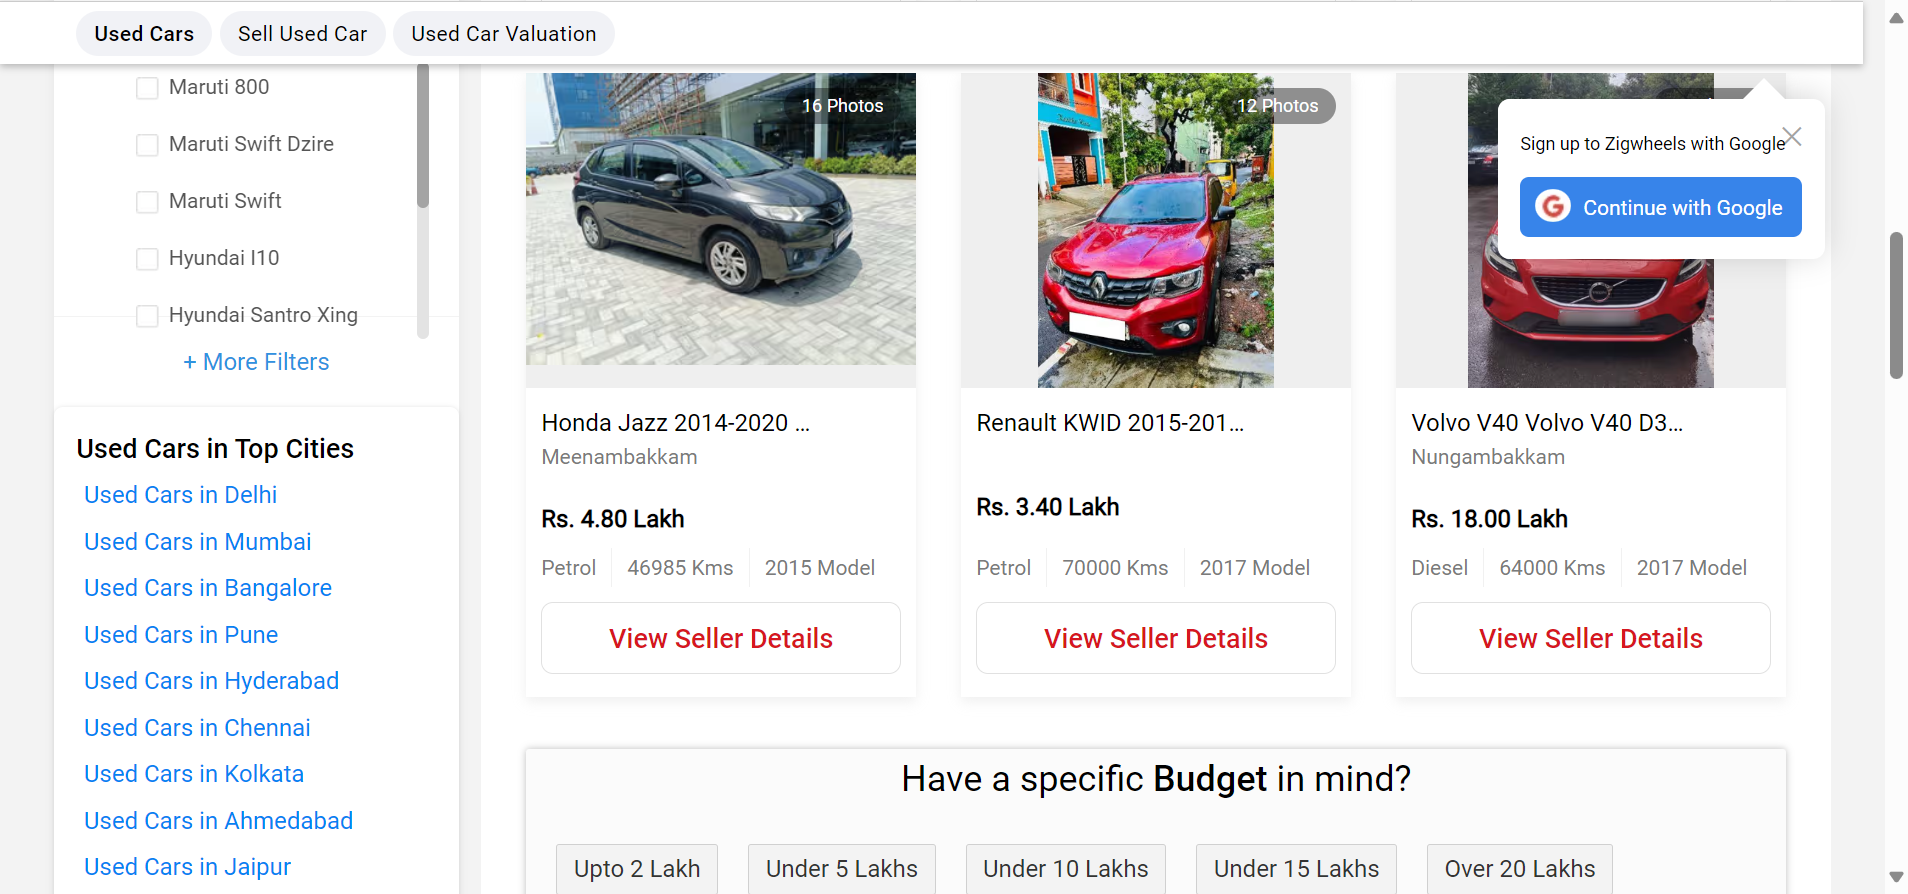 Used Cars
Sell Used Car
Used Car Valuation
Maruti 800
Maruti Swift Dzire
Maruti Swift
Hyundai I10
Hyundai Santro Xing
+ More Filters
Used Cars in Top Cities
Used Cars in Delhi
Used Cars in Mumbai
Used Cars in Bangalore
Used Cars in Pune
Used Cars in Hyderabad
Used Cars in Chennai
Used Cars in Kolkata
Used Cars in Ahmedabad
Used Cars in Jaipur
16 Photos
Honda Jazz 2014-2020 ...
Meenambakkam
Rs. 4.80 Lakh
Petrol
46985 Kms
2015 Model
View Seller Details
12 Photos
Renault KWID 2015-201...
Rs. 3.40 Lakh
Petrol
70000 Kms
2017 Model
View Seller Details
Sign up to Zigwheels with Google
Continue with Google
Volvo V40 Volvo V40 D3...
Nungambakkam
Rs. 18.00 Lakh
Diesel
64000 Kms
2017 Model
View Seller Details
Have a specific Budget in mind?
Upto 2 Lakh
Under 5 Lakhs
Under 10 Lakhs
Under 15 Lakhs
Over 20 Lakhs